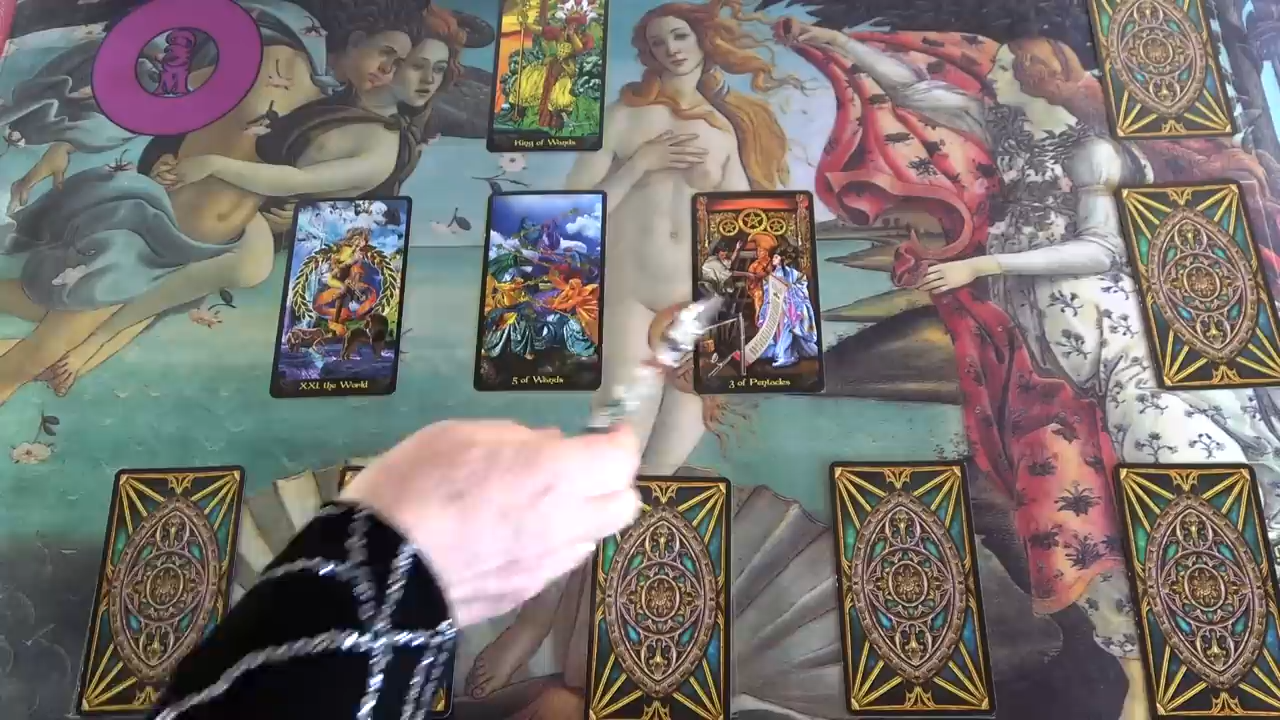 King of Wands
XXI the World
5 of Wands
3 of Pentacles